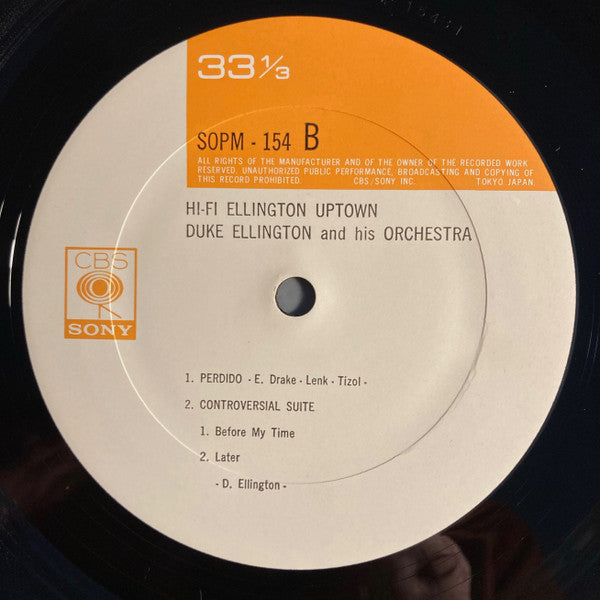 33 1/3
SOPM - 154 B
ALL RIGHTS OF THE MANUFACTURER AND OF THE OWNER OF THE RECORDED WORK
RESERVED. UNAUTHORIZED PUBLIC PERFORMANCE, BROADCASTING AND COPYING OF
THIS RECORD PROHIBITED. CBS/SONY INC. TOKYO JAPAN.
HI-FI ELLINGTON UPTOWN
DUKE ELLINGTON and his ORCHESTRA
CBS
SONY
1. PERDIDO - E. Drake - Lenk - Tizol -
2. CONTROVERSIAL SUITE
1. Before My Time
2. Later
- D. Ellington -